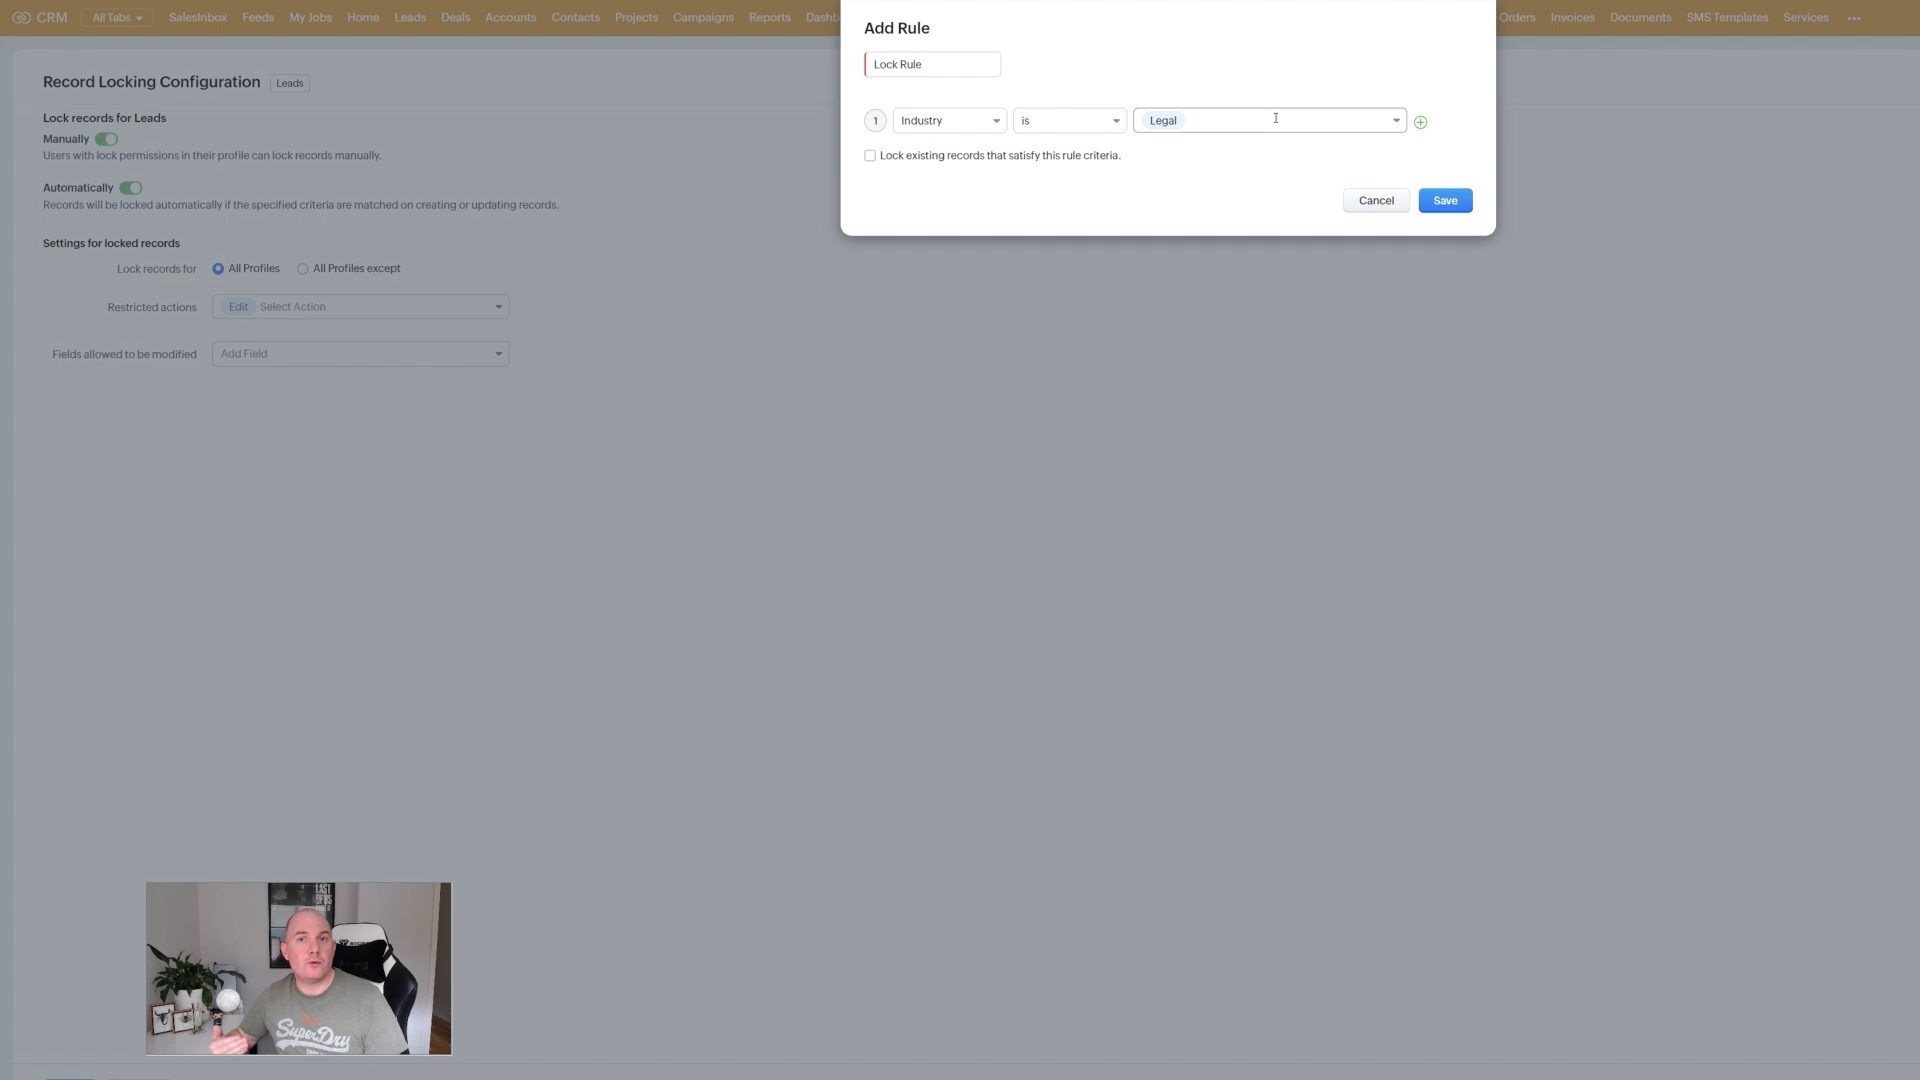 CRM All Tabs SalesInbox Feeds My Jobs Home Leads Deals Accounts Contacts Projects Campaigns Reports Dashb Orders Invoices Documents SMS Templates Services
Add Rule
Lock Rule
1 Industry is Legal
Lock existing records that satisfy this rule criteria.
Cancel Save
Record Locking Configuration Leads
Lock records for Leads
Manually
Users with lock permissions in their profile can lock records manually.
Automatically
Records will be locked automatically if the specified criteria are matched on creating or updating records.
Settings for locked records
Lock records for All Profiles All Profiles except
Restricted actions Edit Select Action
Fields allowed to be modified Add Field
LAST
OF US
SuperDry